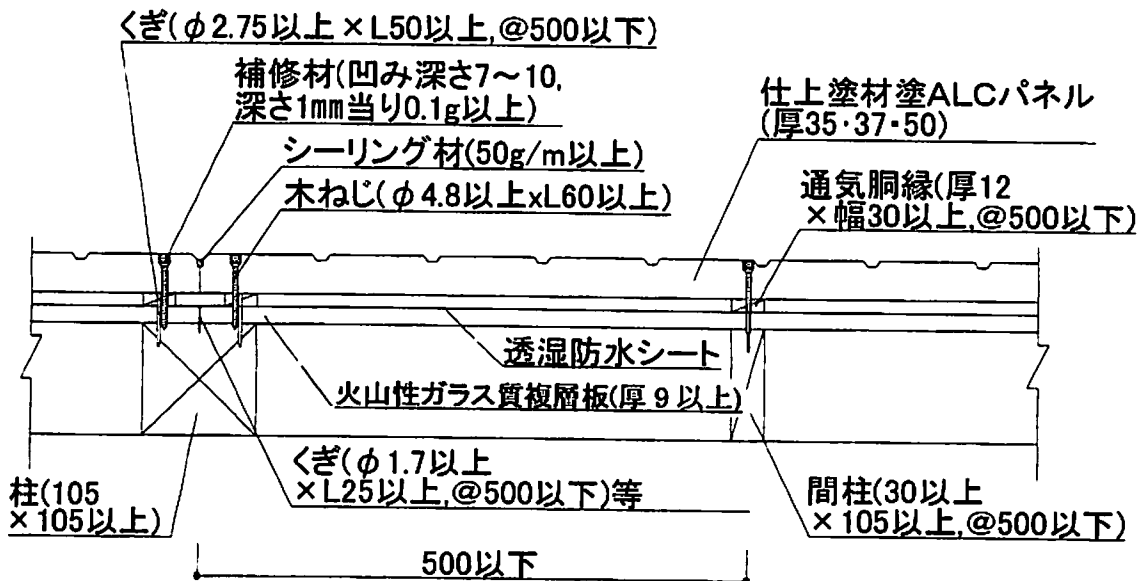 くぎ(φ2.75以上×L50以上,@500以下)
補修材(凹み深さ7～10,
深さ1mm当り0.1g以上)
シーリング材(50g/m以上)
木ねじ(φ4.8以上xL60以上)
仕上塗材塗ALCパネル
(厚35·37·50)
通気胴縁(厚12
×幅30以上,@500以下)
透湿防水シート
火山性ガラス質複層板(厚9以上)
くぎ(φ1.7以上
×L25以上,@500以下)等
柱(105
×105以上)
間柱(30以上
×105以上,@500以下)
500以下